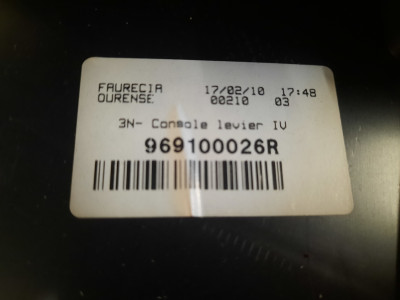 FAURECIA 17/02/10 17:48
OURENSE 00210 03
3N- Console levier IV
969100026R